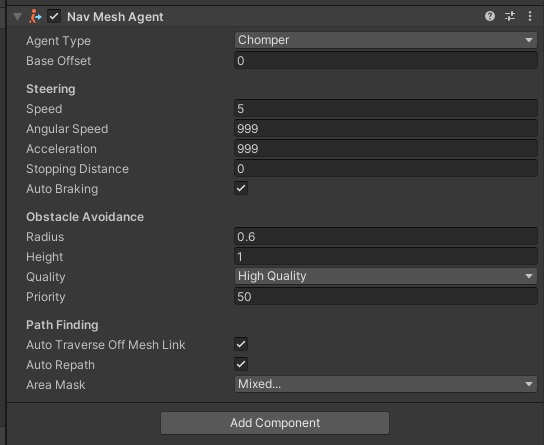 Nav Mesh Agent
Agent Type Chomper
Base Offset 0
Steering
Speed 5
Angular Speed 999
Acceleration 999
Stopping Distance 0
Auto Braking
Obstacle Avoidance
Radius 0.6
Height 1
Quality High Quality
Priority 50
Path Finding
Auto Traverse Off Mesh Link
Auto Repath
Area Mask Mixed...
Add Component